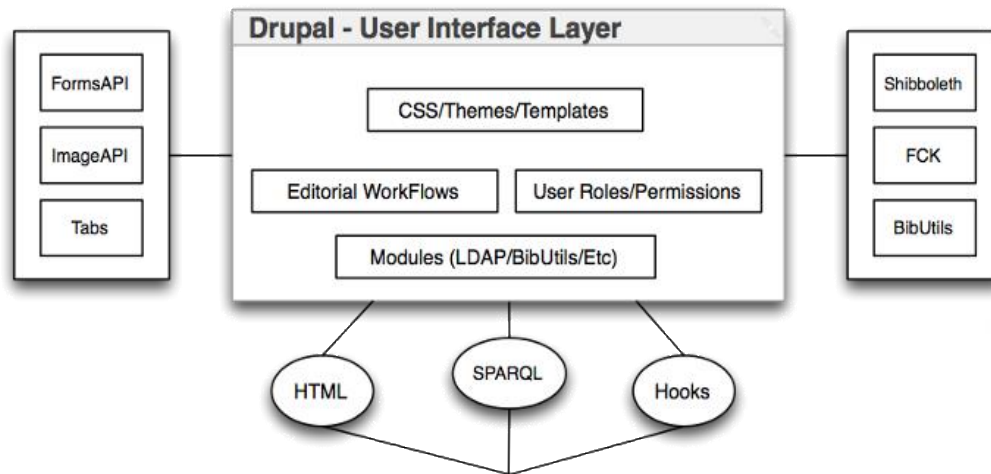 Drupal - User Interface Layer
FormsAPI
ImageAPI
Tabs
CSS/Themes/Templates
Editorial WorkFlows
User Roles/Permissions
Modules (LDAP/BibUtils/Etc)
Shibboleth
FCK
BibUtils
HTML
SPARQL
Hooks